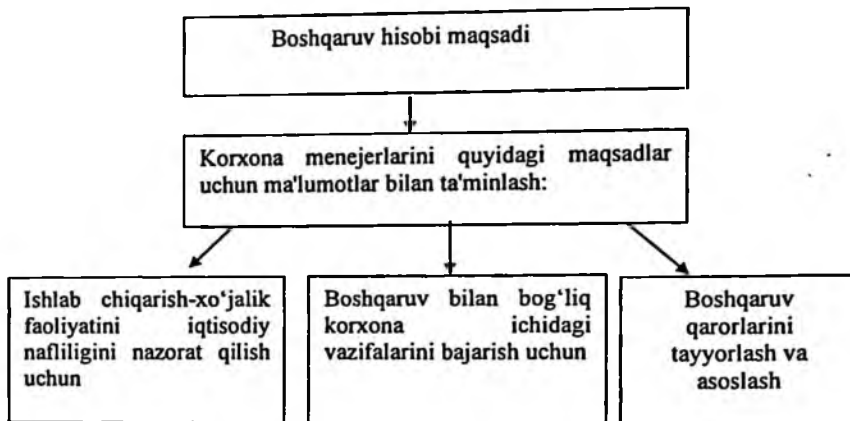 Boshqaruv hisobi maqsadi
Korxona menejerlarini quyidagi maqsadlar
uchun ma'lumotlar bilan ta'minlash:
Ishlab chiqarish-xo‘jalik
faoliyatini iqtisodiy
nafliligini nazorat qilish
uchun
Boshqaruv bilan bog‘liq
korxona ichidagi
vazifalarini bajarish uchun
Boshqaruv
qarorlarini
tayyorlash va
asoslash